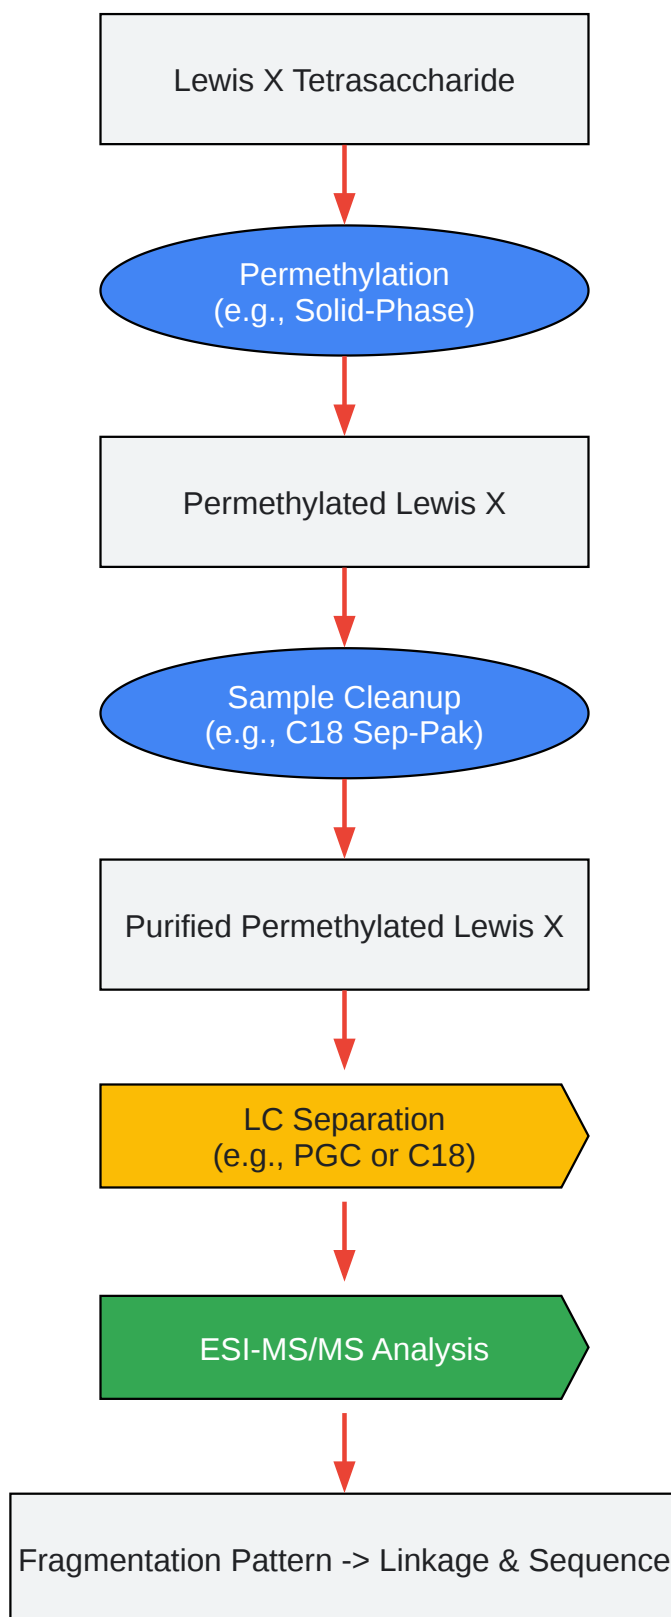 Lewis X Tetrasaccharide
Permethylation
(e.g., Solid-Phase)
Permethylated Lewis X
Sample Cleanup
(e.g., C18 Sep-Pak)
Purified Permethylated Lewis X
LC Separation
(e.g., PGC or C18)
ESI-MS/MS Analysis
Fragmentation Pattern -> Linkage & Sequence